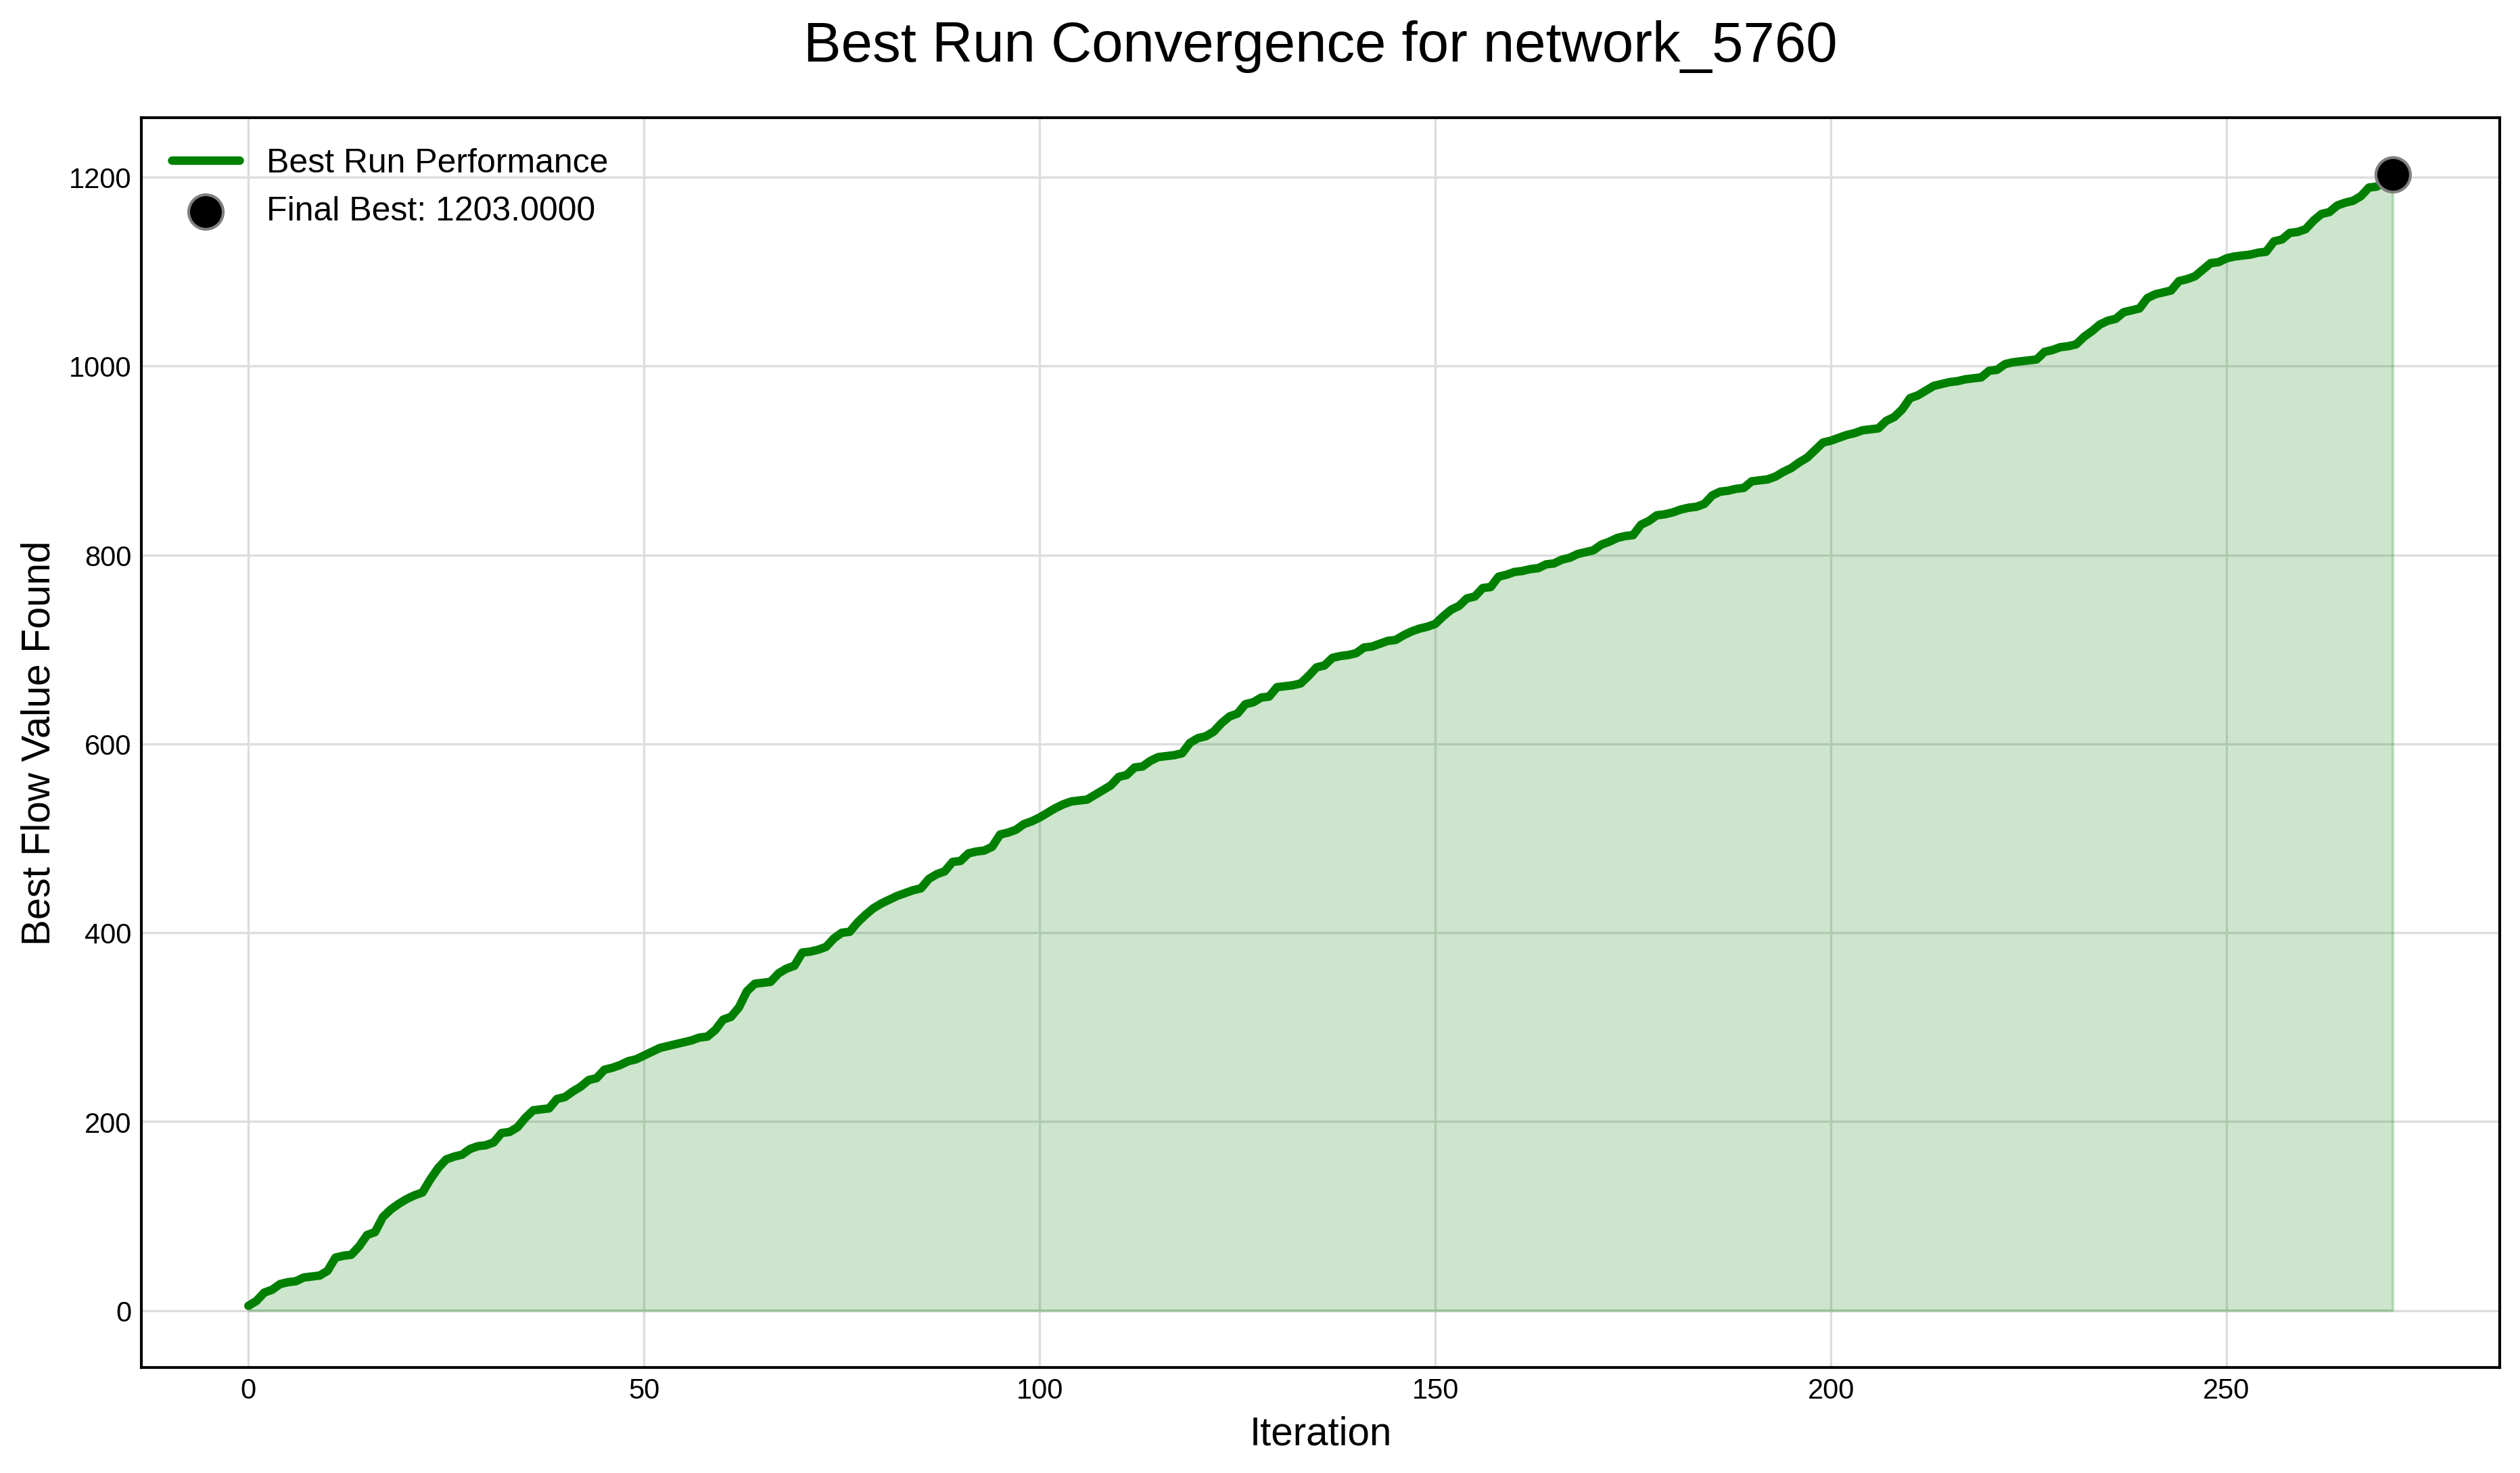 Best Run Convergence for network_5760
Best Run Performance
Final Best: 1203.0000
Best Flow Value Found
1200
1000
800
600
400
200
0
0 50 100 150 200 250
Iteration